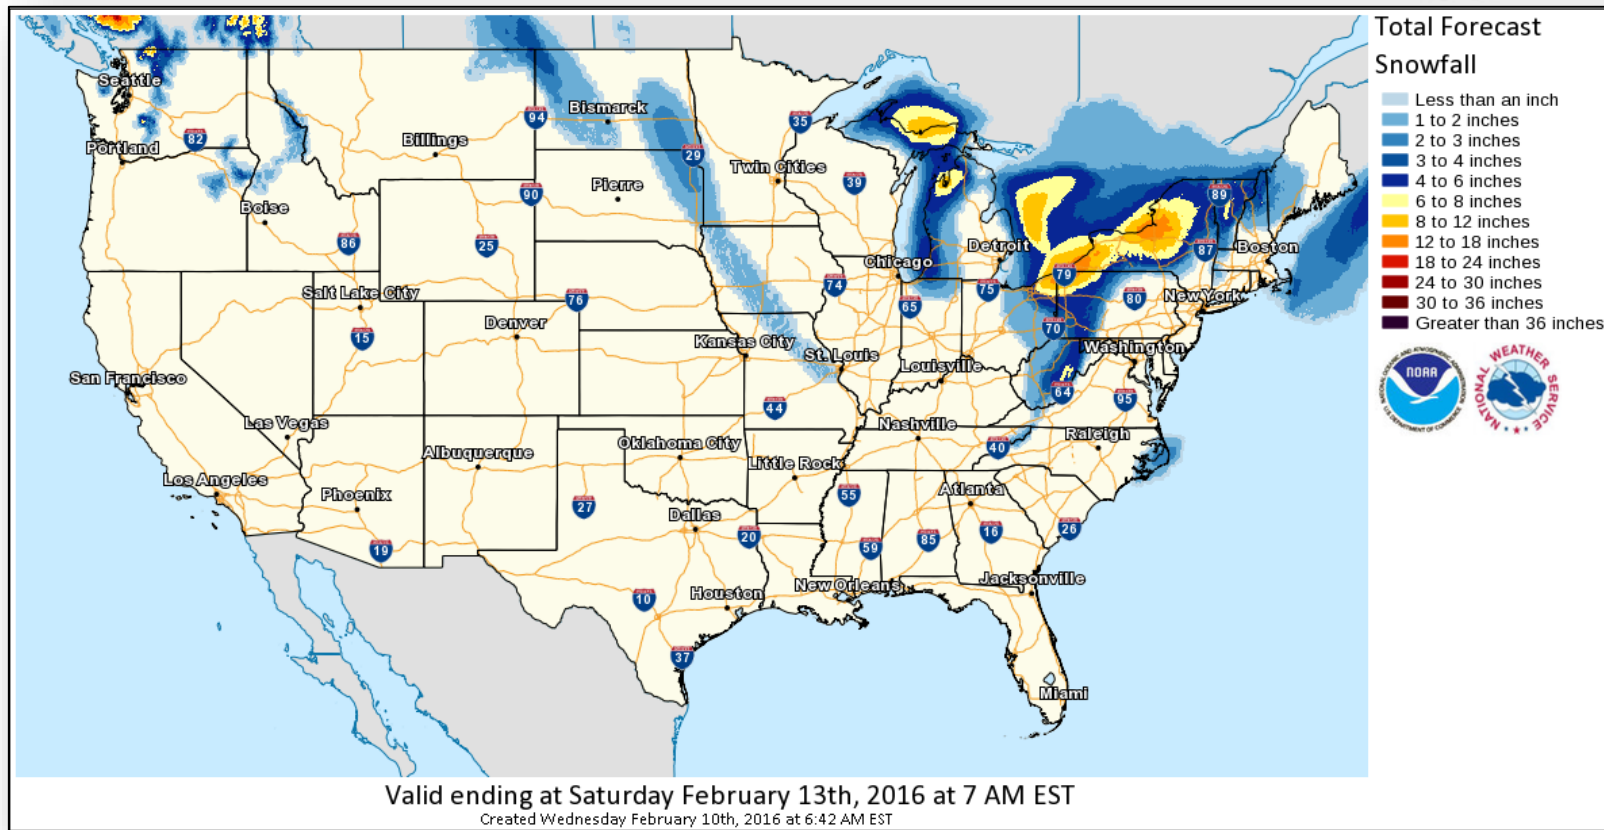 Total Forecast
Snowfall
Less than an inch
1 to 2 inches
2 to 3 inches
3 to 4 inches
4 to 6 inches
6 to 8 inches
8 to 12 inches
12 to 18 inches
18 to 24 inches
24 to 30 inches
30 to 36 inches
Greater than 36 inches
NOAA
NATIONAL WEATHER SERVICE
Seattle
Portland
82
Billings
94
Bismarck
35
29
Twin Cities
39
Pierre
90
Boise
86
25
89
87
Boston
Detroit
Chicago
79
75
80
New York
74
65
70
Salt Lake City
76
15
Denver
Kansas City
St. Louis
Louisville
Washington
64
95
San Francisco
Las Vegas
44
Nashville
Raleigh
40
Albuquerque
Oklahoma City
Little Rock
Los Angeles
Phoenix
27
Dallas
55
Atlanta
20
59
85
16
26
19
10
Houston
New Orleans
Jacksonville
37
Miami
Valid ending at Saturday February 13th, 2016 at 7 AM EST
Created Wednesday February 10th, 2016 at 6:42 AM EST